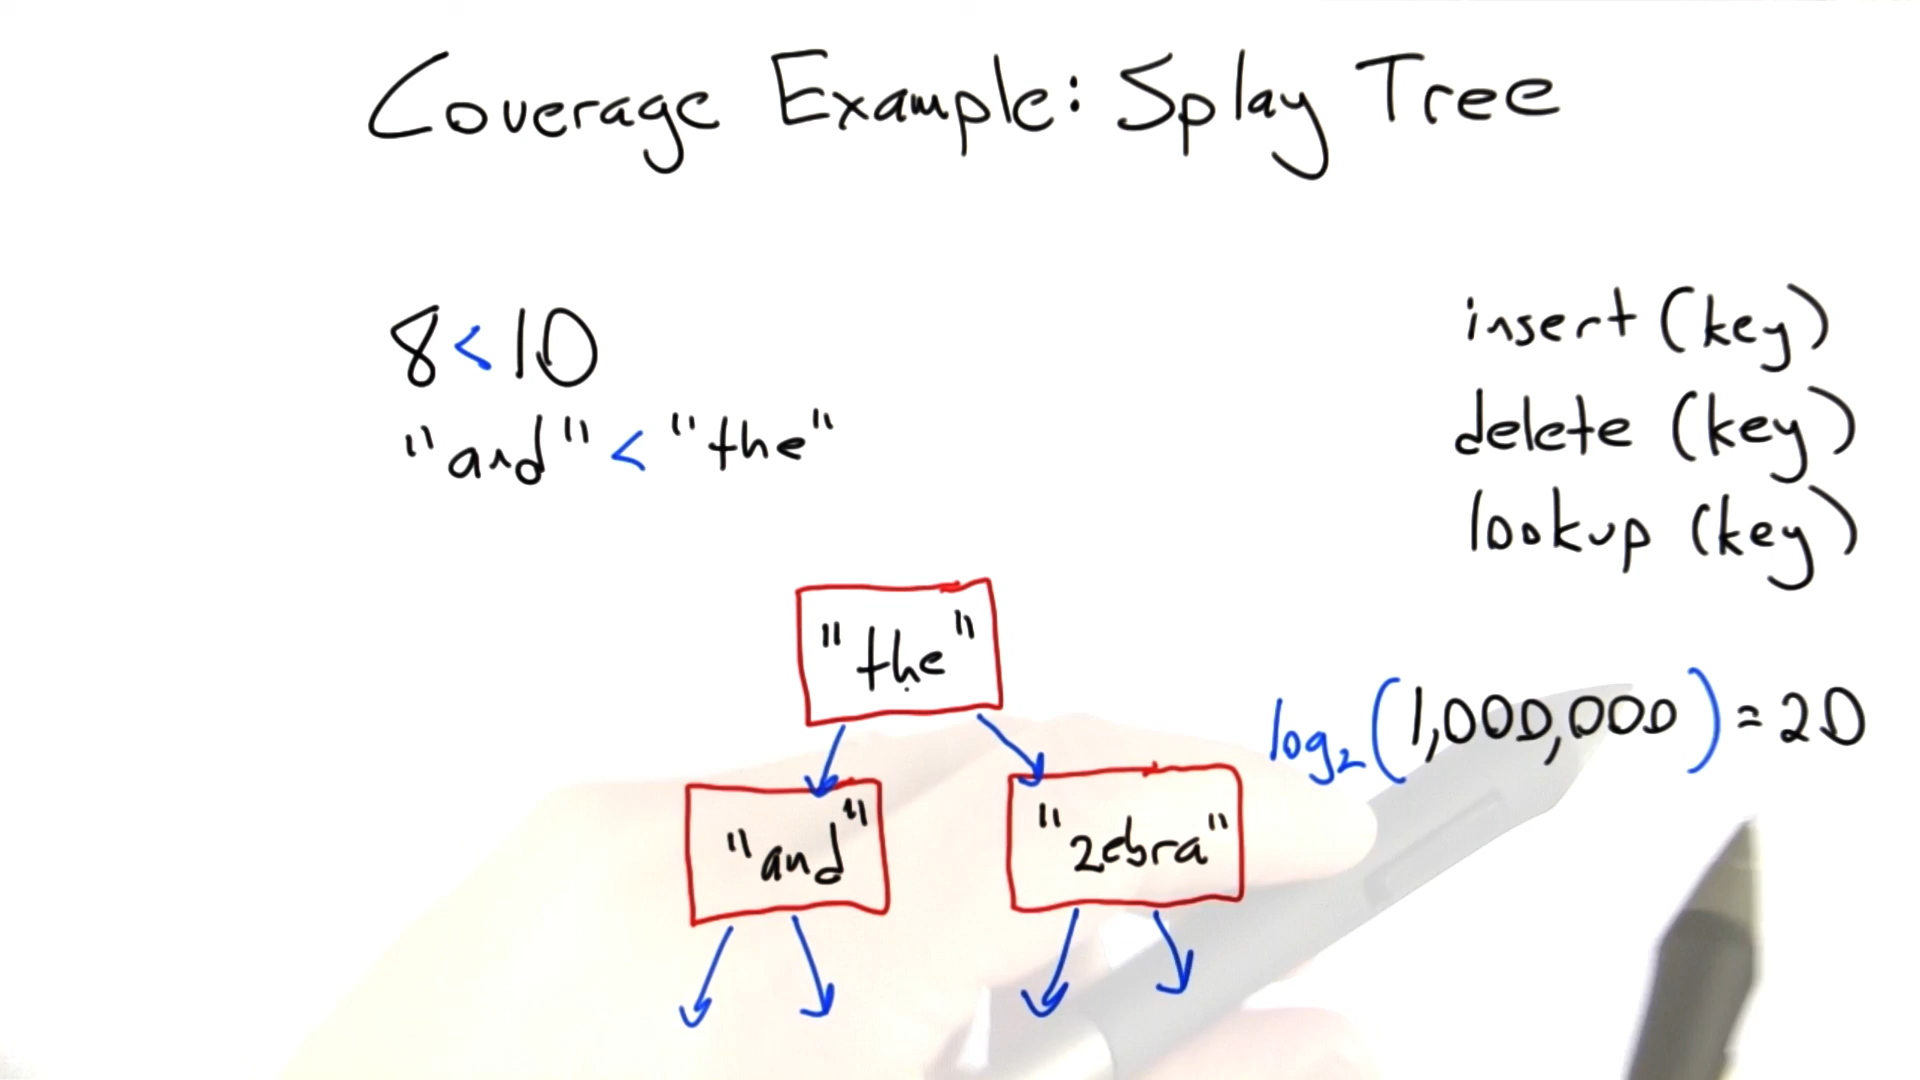 Coverage Example: Splay Tree
8 < 10
"and" < "the"
insert (key)
delete (key)
lookup (key)
"the"
log₂(1,000,000) = 20
"and"
"zebra"